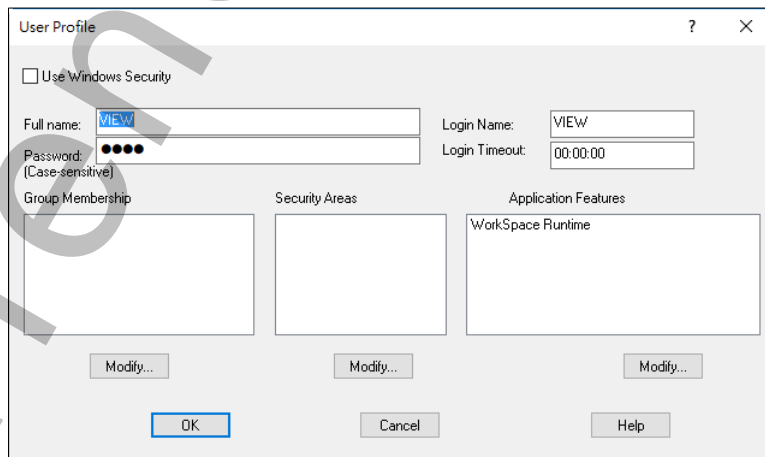 User Profile ? ×
Use Windows Security
Full name: VIEW Login Name: VIEW
Password: ●●●● Login Timeout: 00:00:00
(Case-sensitive)
Group Membership Security Areas Application Features
WorkSpace Runtime
Modify... Modify... Modify...
OK Cancel Help